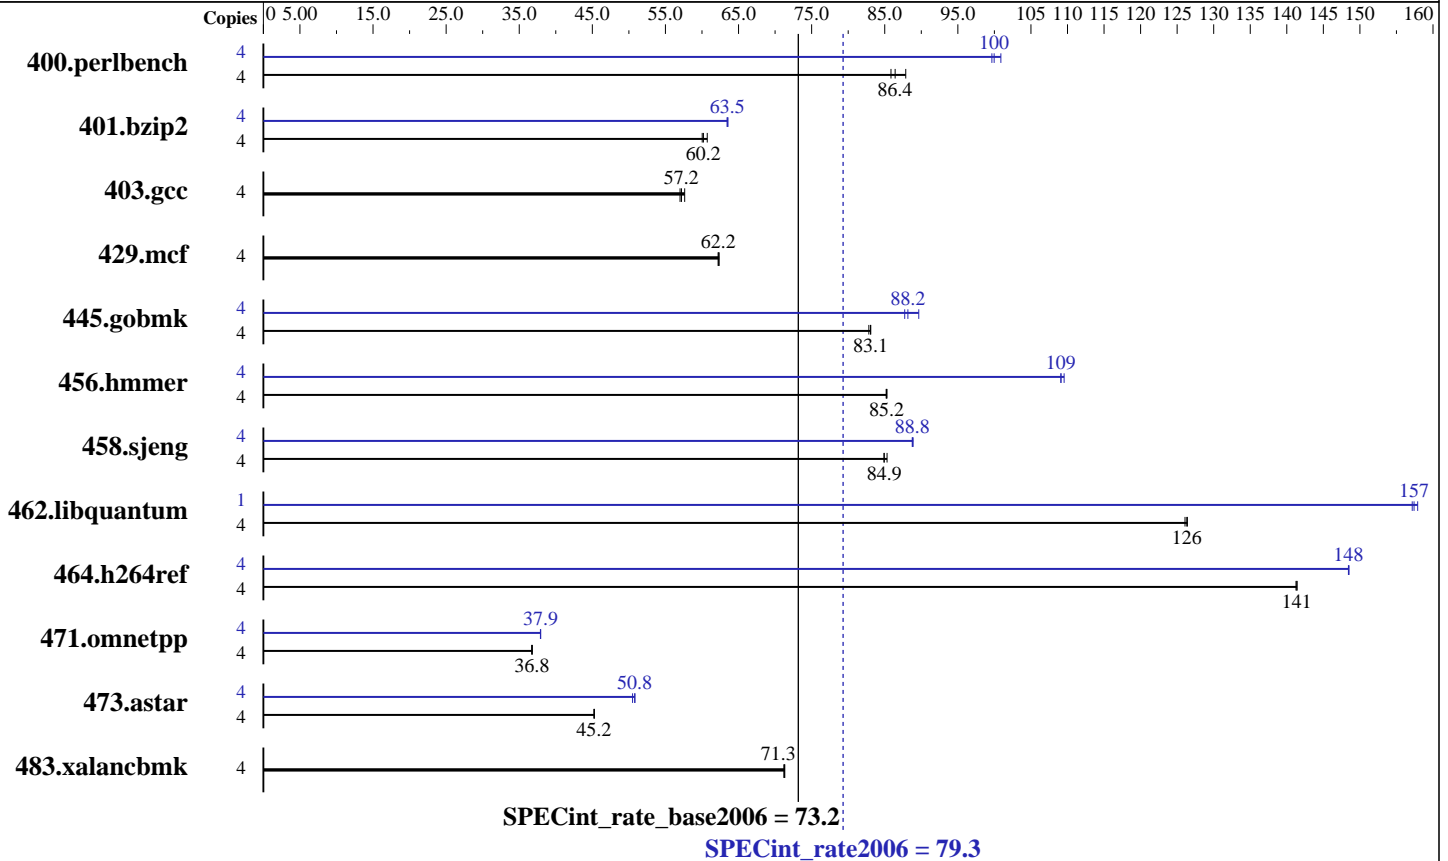 Copies 0 5.00 15.0 25.0 35.0 45.0 55.0 65.0 75.0 85.0 95.0 105 110 115 120 125 130 135 140 145 150 160
400.perlbench 4 100
4 86.4
401.bzip2 4 63.5
4 60.2
403.gcc 4 57.2
429.mcf 4 62.2
445.gobmk 4 88.2
4 83.1
456.hmmer 4 109
4 85.2
458.sjeng 4 88.8
4 84.9
462.libquantum 1 157
4 126
464.h264ref 4 148
4 141
471.omnetpp 4 37.9
4 36.8
473.astar 4 50.8
4 45.2
483.xalancbmk 4 71.3
SPECint_rate_base2006 = 73.2
SPECint_rate2006 = 79.3